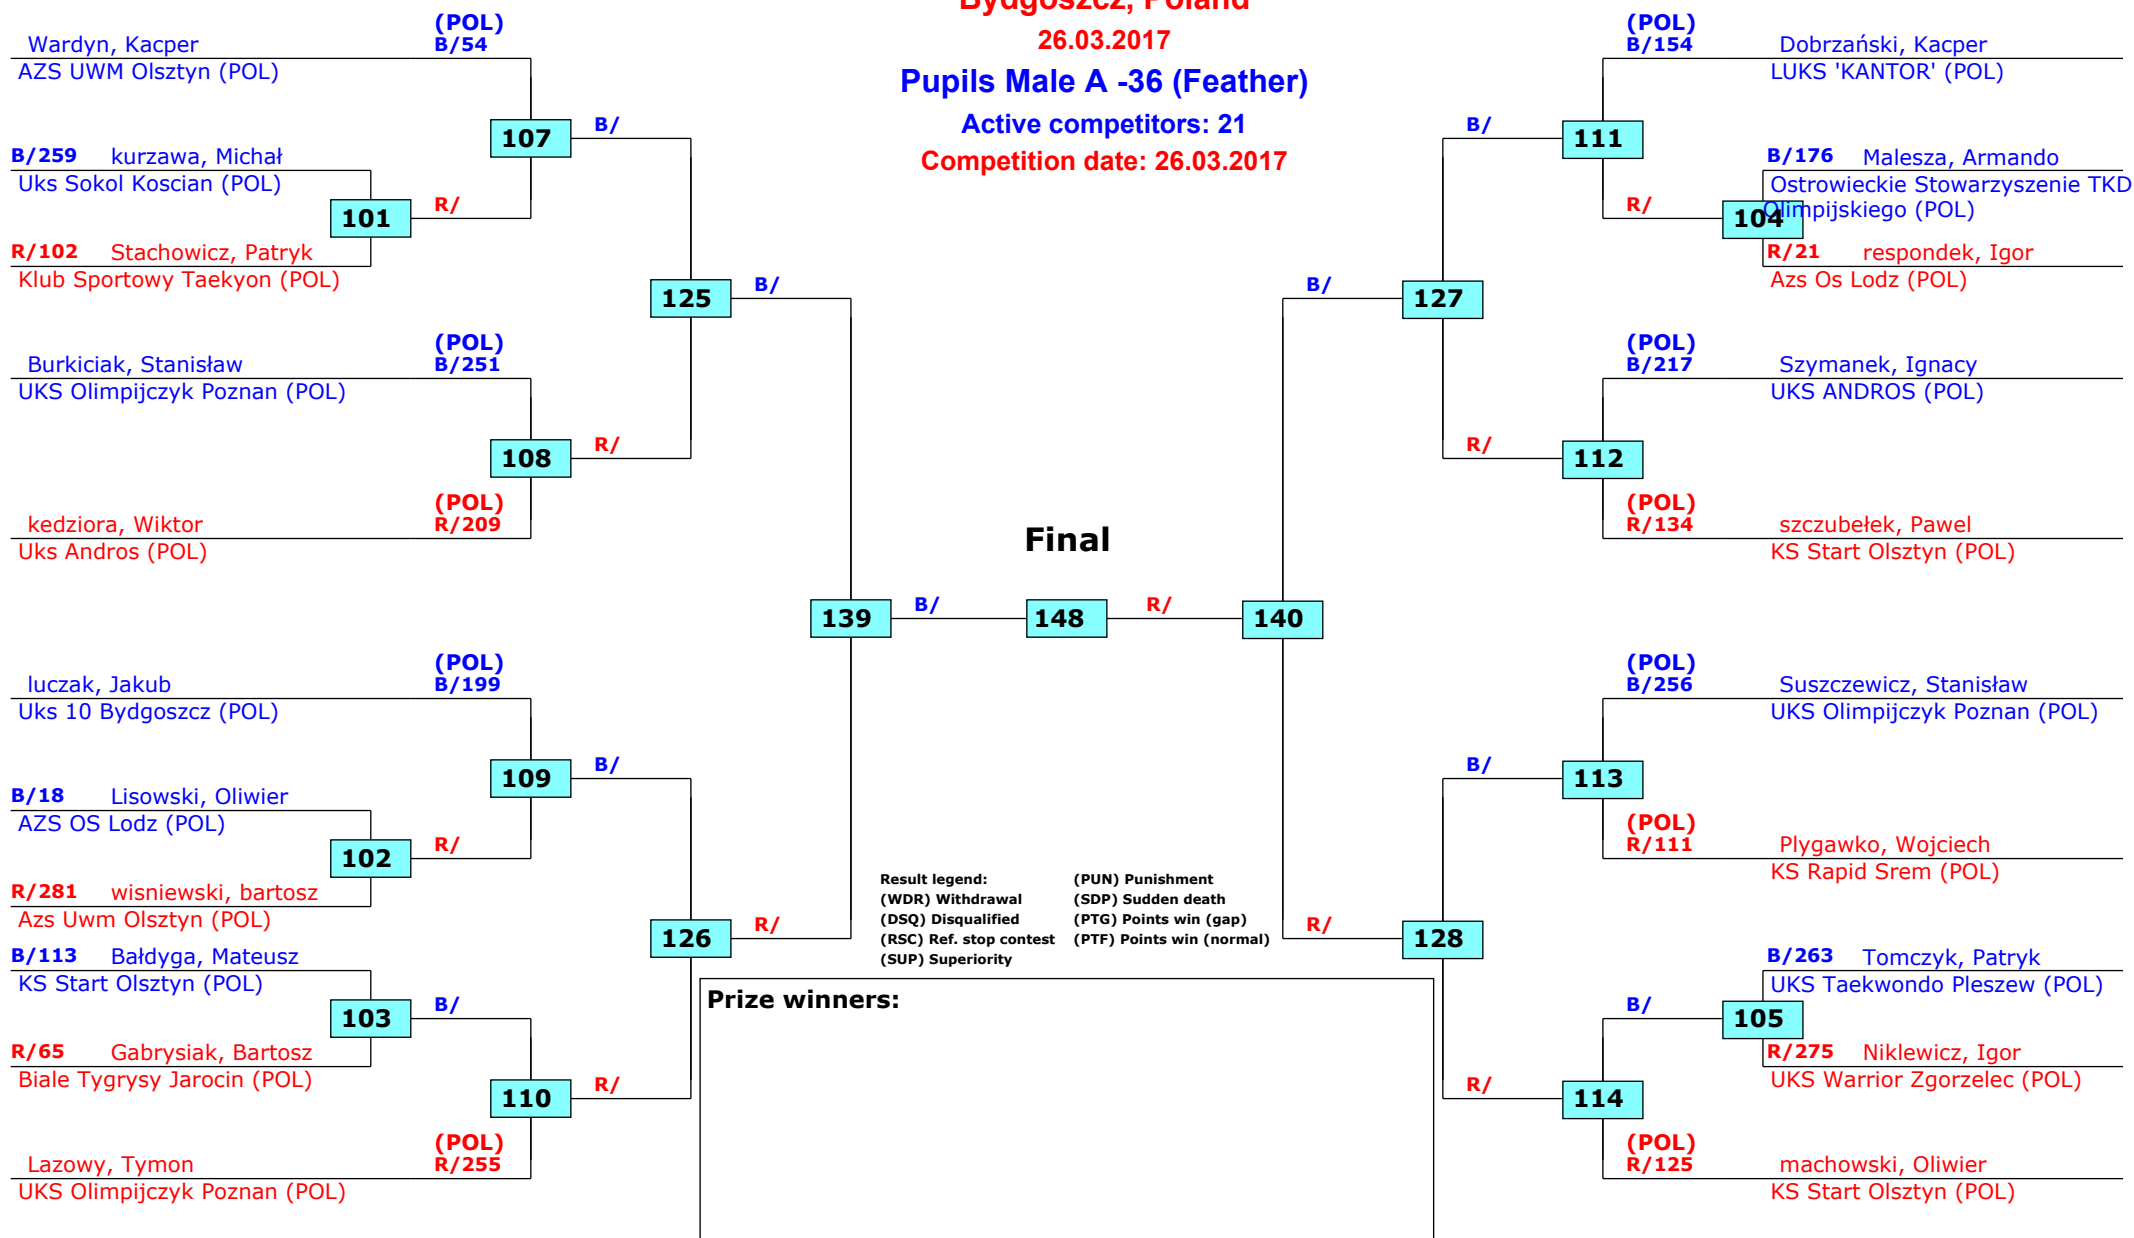 Bydgoszcz, Poland
26.03.2017
Pupils Male A -36 (Feather)
Active competitors: 21
Competition date: 26.03.2017
(POL)
Wardyn, Kacper B/54
AZS UWM Olsztyn (POL)
107
B/
B/259 kurzawa, Michał
Uks Sokol Koscian (POL)
101
R/
R/102 Stachowicz, Patryk
Klub Sportowy Taekyon (POL)
125
B/
(POL)
Burkiciak, Stanisław B/251
UKS Olimpijczyk Poznan (POL)
108
R/
(POL)
kedziora, Wiktor R/209
Uks Andros (POL)
139
B/
(POL)
luczak, Jakub B/199
Uks 10 Bydgoszcz (POL)
109
B/
B/18 Lisowski, Oliwier
AZS OS Lodz (POL)
102
R/
R/281 wisniewski, bartosz
Azs Uwm Olsztyn (POL)
126
R/
B/113 Bałdyga, Mateusz
KS Start Olsztyn (POL)
103
B/
R/65 Gabrysiak, Bartosz
Biale Tygrysy Jarocin (POL)
110
R/
(POL)
Lazowy, Tymon R/255
UKS Olimpijczyk Poznan (POL)
Final
148
R/
140
(POL)
B/154 Dobrzański, Kacper
LUKS 'KANTOR' (POL)
B/
111
B/176 Malesza, Armando
Ostrowieckie Stowarzyszenie TKD
Olimpijskiego (POL)
R/
104
R/21 respondek, Igor
Azs Os Lodz (POL)
B/
127
(POL)
B/217 Szymanek, Ignacy
UKS ANDROS (POL)
R/
112
(POL)
R/134 szczubełek, Pawel
KS Start Olsztyn (POL)
(POL)
B/256 Suszczewicz, Stanisław
UKS Olimpijczyk Poznan (POL)
B/
113
(POL)
R/111 Plygawko, Wojciech
KS Rapid Srem (POL)
R/
128
B/263 Tomczyk, Patryk
UKS Taekwondo Pleszew (POL)
B/
105
R/275 Niklewicz, Igor
UKS Warrior Zgorzelec (POL)
R/
114
(POL)
R/125 machowski, Oliwier
KS Start Olsztyn (POL)
Result legend: (PUN) Punishment
(WDR) Withdrawal (SDP) Sudden death
(DSQ) Disqualified (PTG) Points win (gap)
(RSC) Ref. stop contest (PTF) Points win (normal)
(SUP) Superiority
Prize winners: